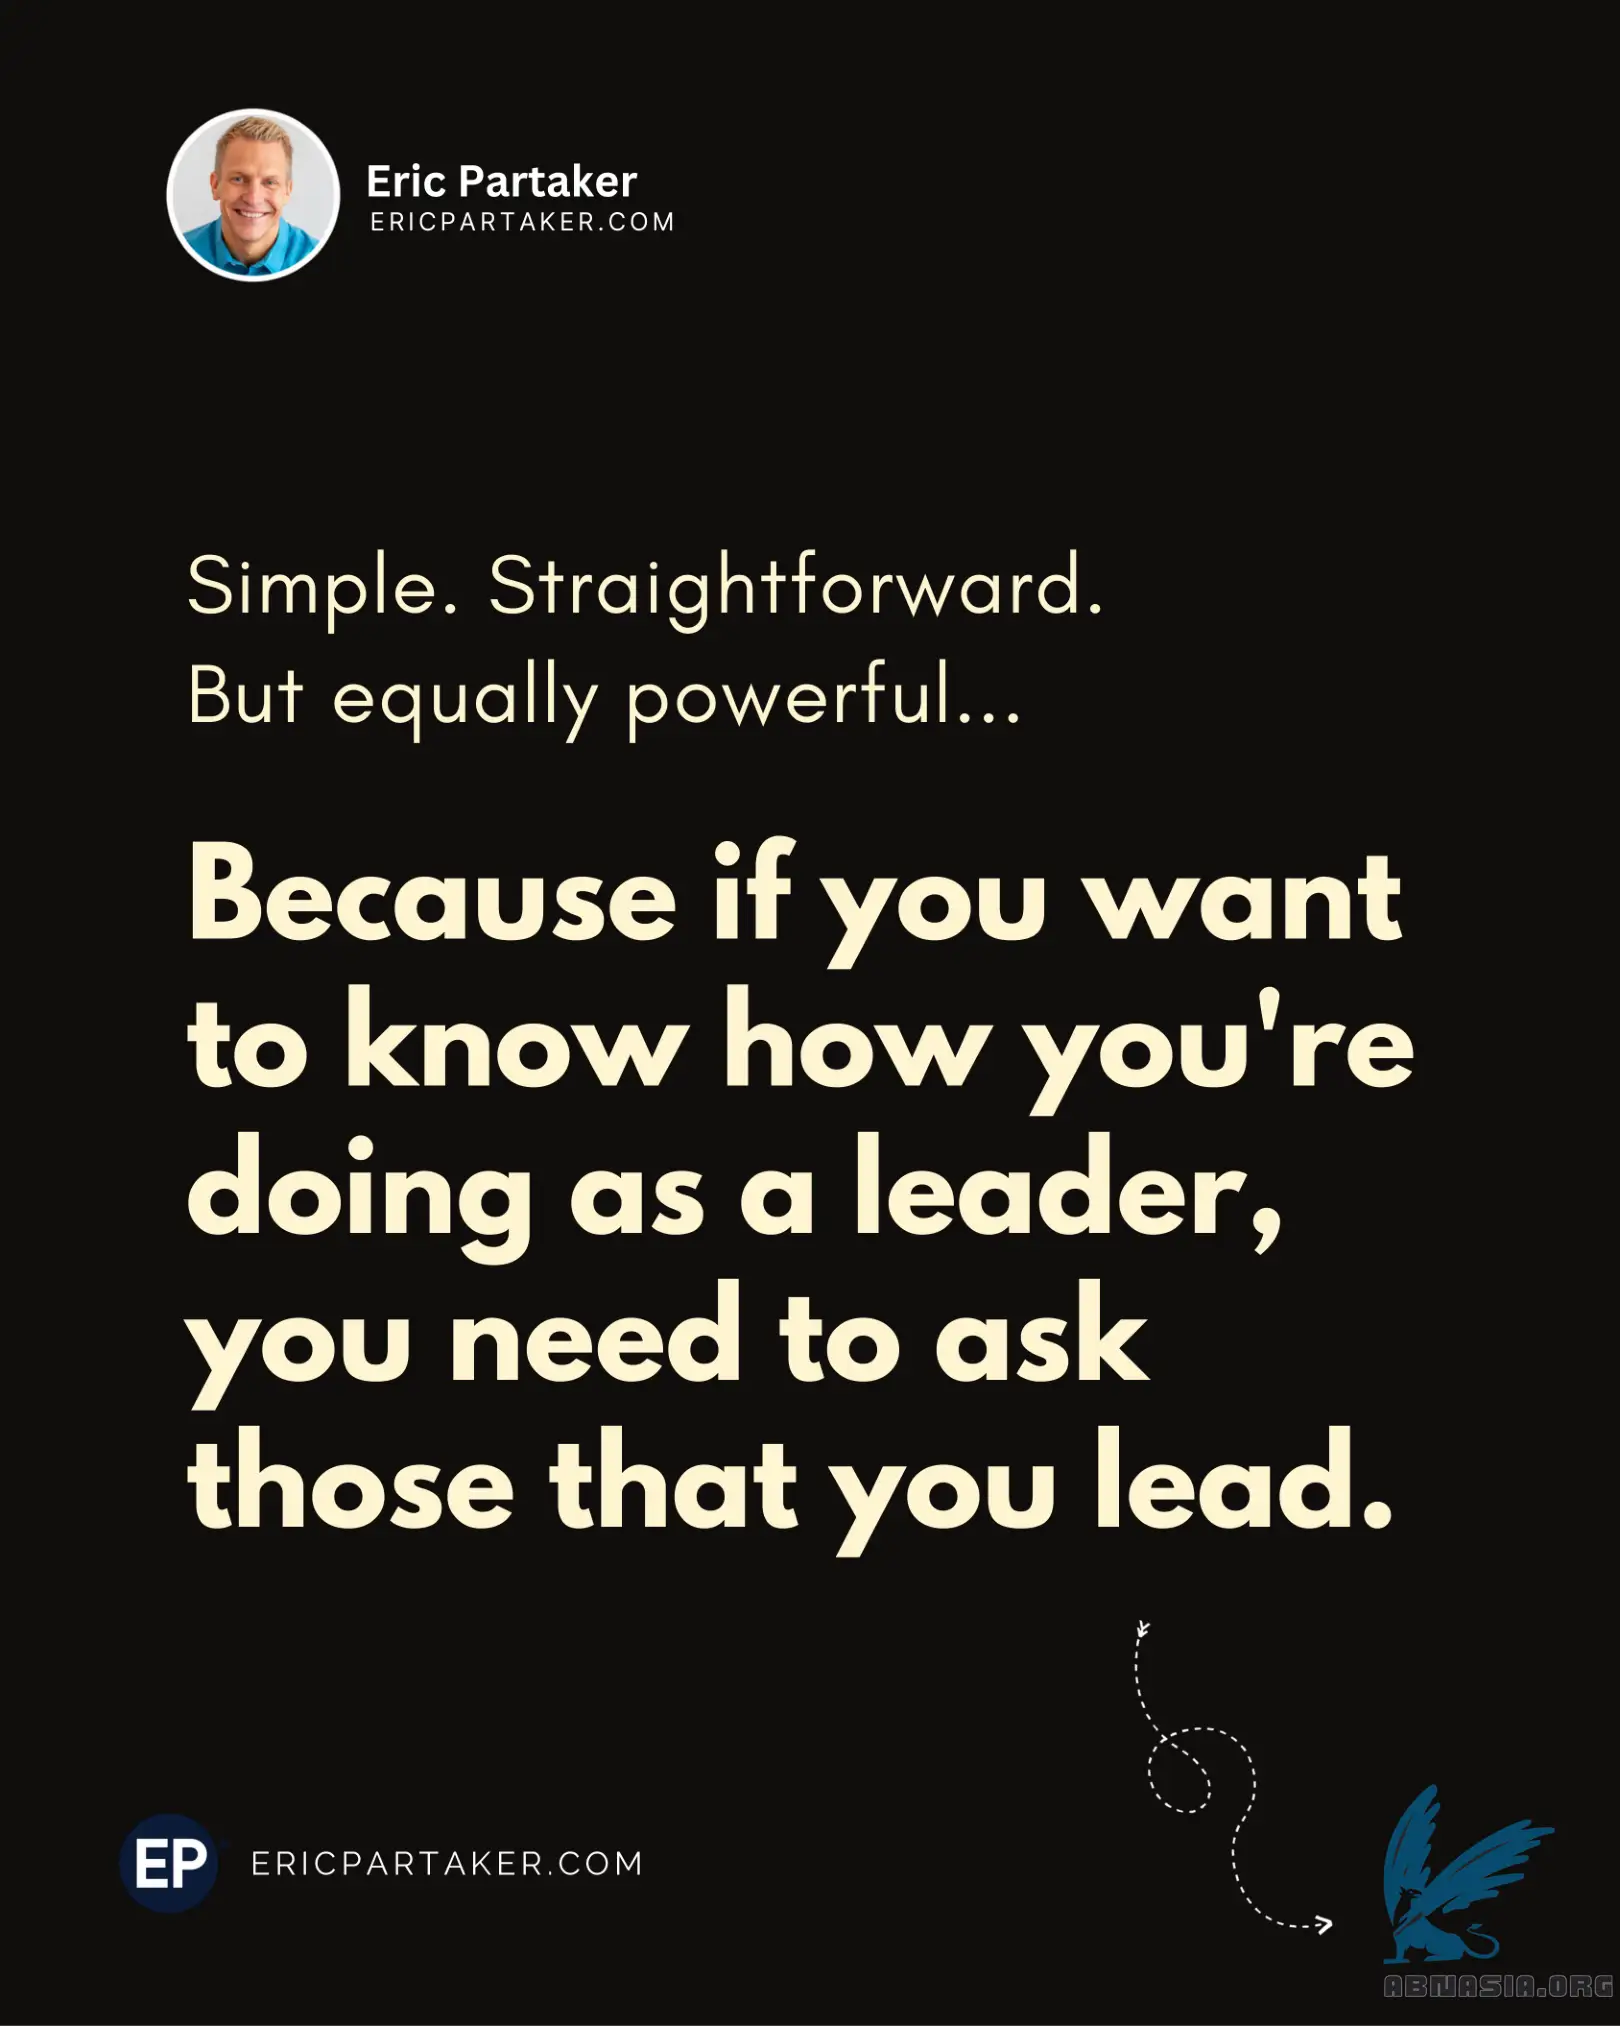 Eric Partaker
ERICPARTAKER.COM
Simple. Straightforward.
But equally powerful...
Because if you want
to know how you're
doing as a leader,
you need to ask
those that you lead.
EP
ERICPARTAKER.COM
ABNASIA.ORG